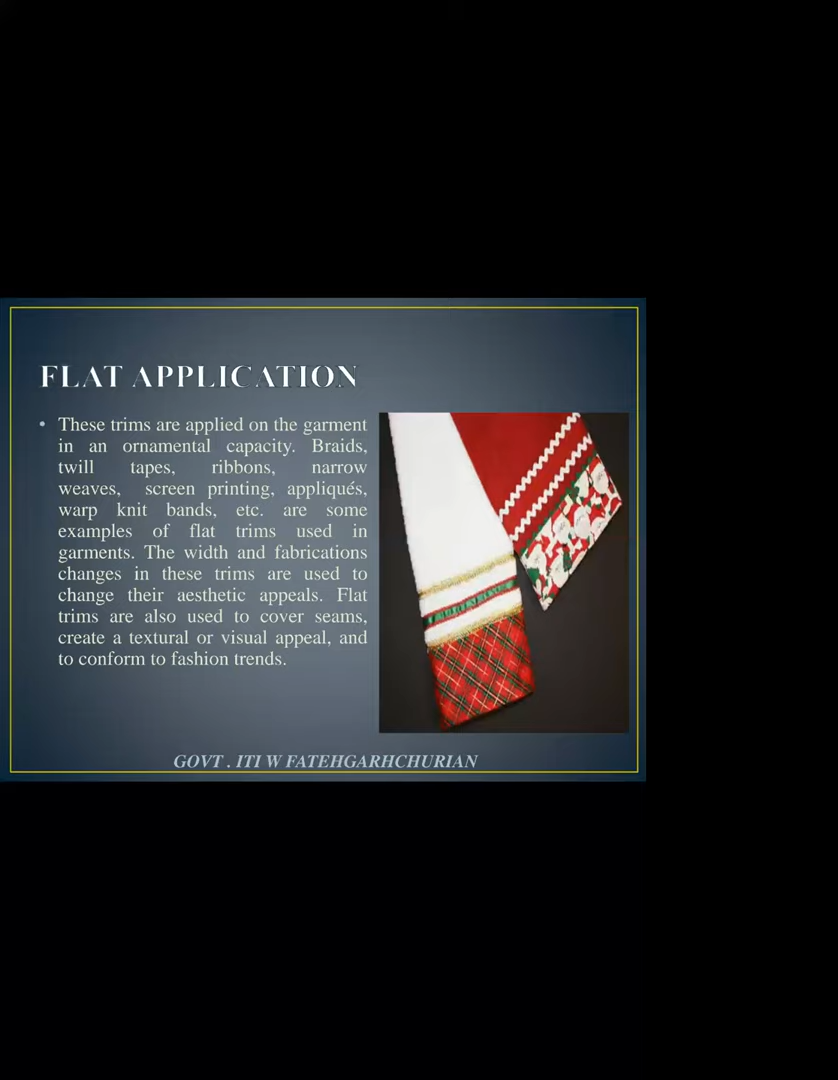 FLAT APPLICATION
• These trims are applied on the garment
in an ornamental capacity. Braids,
twill tapes, ribbons, narrow
weaves, screen printing, appliqués,
warp knit bands, etc. are some
examples of flat trims used in
garments. The width and fabrications
changes in these trims are used to
change their aesthetic appeals. Flat
trims are also used to cover seams,
create a textural or visual appeal, and
to conform to fashion trends.
GOVT . ITI W FATEHGARHCHURIAN